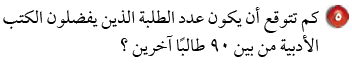 ٥ كم تتوقع أن يكون عدد الطلبة الذين يفضلون الكتب
الأدبية من بين ٩٠ طالبًا آخرين ؟